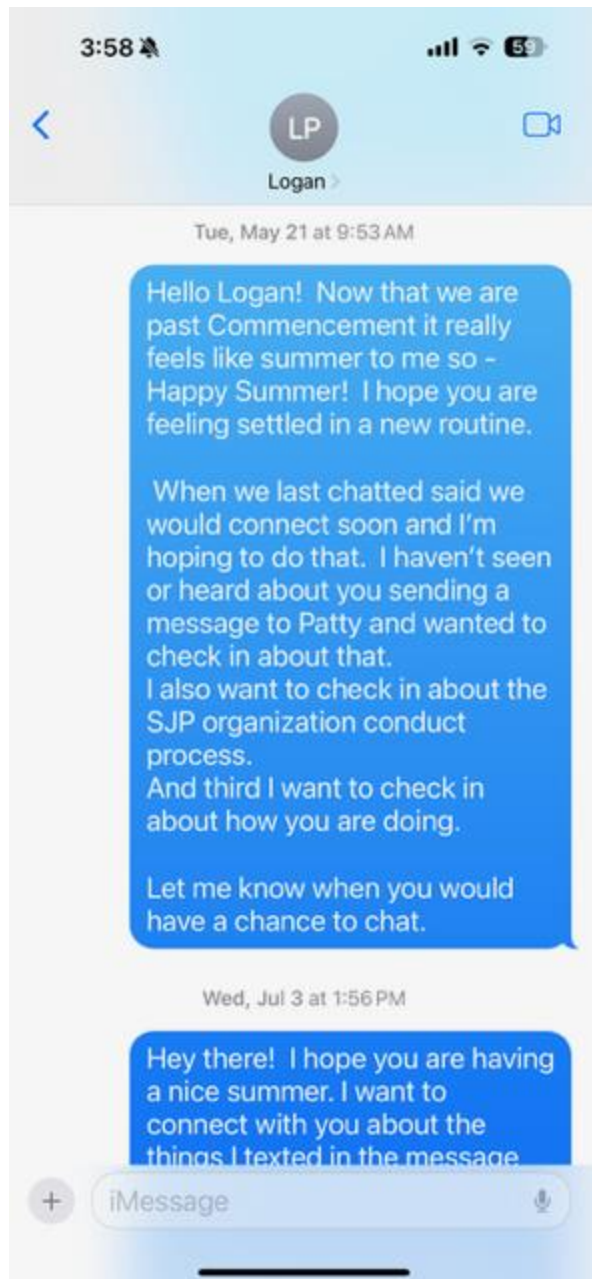 3:58
59
LP
Logan
Tue, May 21 at 9:53 AM
Hello Logan!  Now that we are
past Commencement it really
feels like summer to me so -
Happy Summer!  I hope you are
feeling settled in a new routine.
When we last chatted said we
would connect soon and I'm
hoping to do that.  I haven't seen
or heard about you sending a
message to Patty and wanted to
check in about that.
I also want to check in about the
SJP organization conduct
process.
And third I want to check in
about how you are doing.
Let me know when you would
have a chance to chat.
Wed, Jul 3 at 1:56 PM
Hey there!  I hope you are having
a nice summer. I want to
connect with you about the
things I texted in the message
iMessage